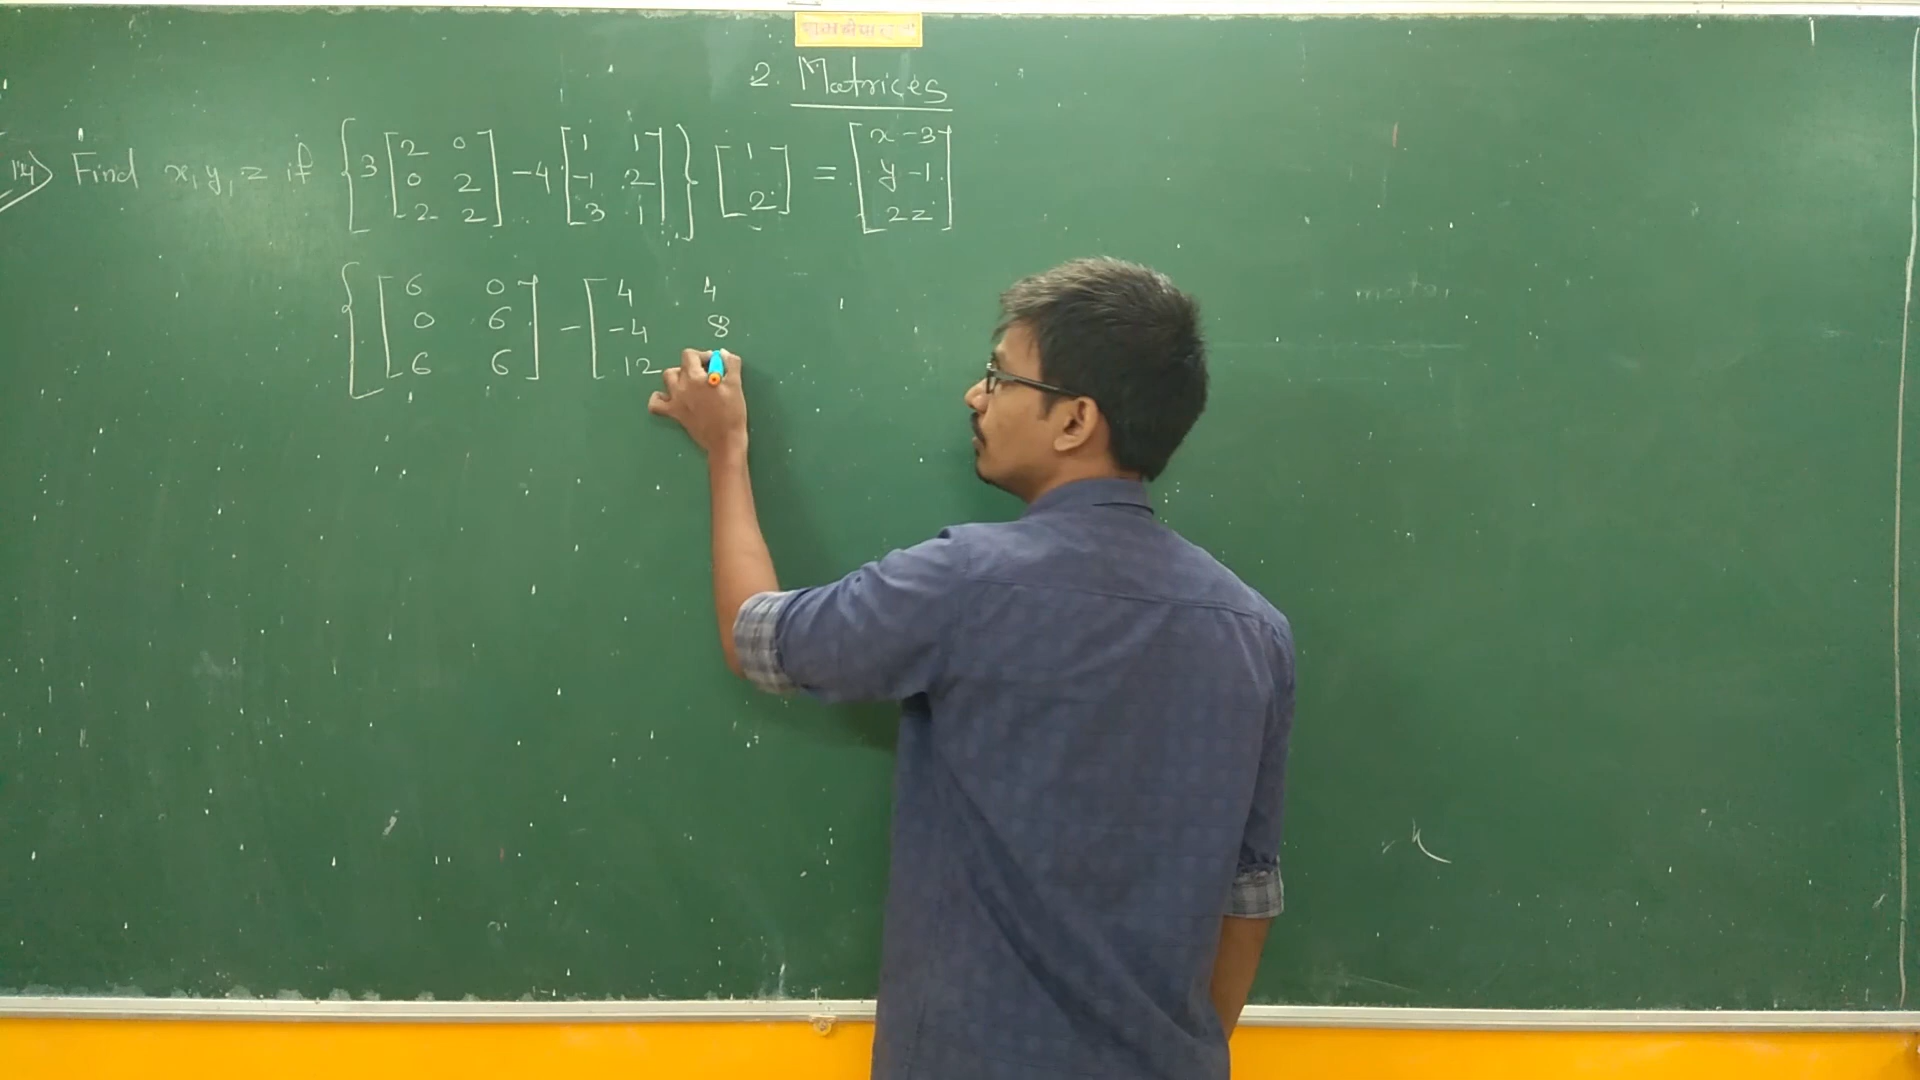 2. Matrices
14) Find x, y, z if { 3 [2 0; 0 2; 2 2] - 4 [1 1; -1 2; 3 1] } [1; 2] = [x-3; y-1; 2z]
{ [6 0; 0 6; 6 6] - [4 4; -4 8; 12